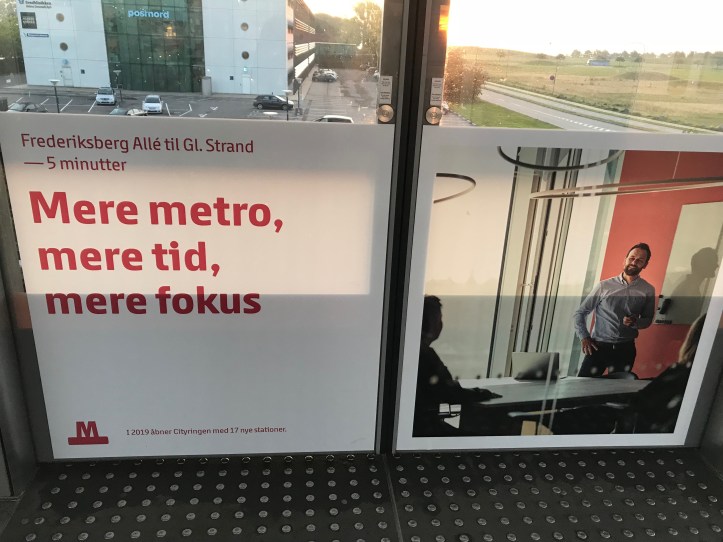 postnord
Frederiksberg Allé til Gl. Strand
— 5 minutter
Mere metro,
mere tid,
mere fokus
M
I 2019 åbner Cityringen med 17 nye stationer.